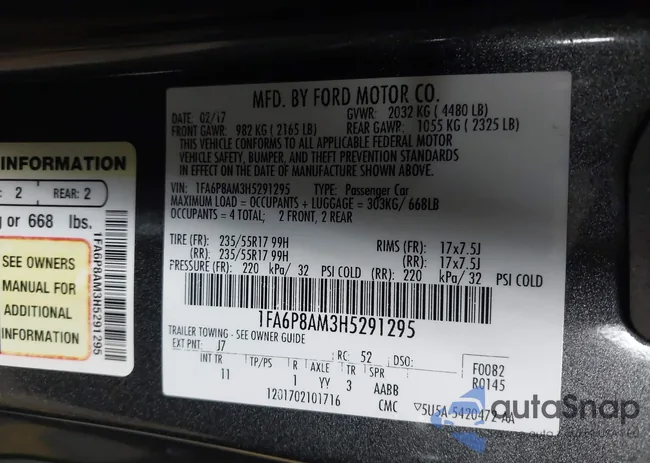 INFORMATION
: 2 REAR: 2
g or 668 lbs.
SEE OWNERS
MANUAL FOR
ADDITIONAL
INFORMATION
1FA6P8AM3H5291295
MFD. BY FORD MOTOR CO.
DATE: 02/17 GVWR: 2032 KG ( 4480 LB)
FRONT GAWR: 982 KG ( 2165 LB) REAR GAWR: 1055 KG ( 2325 LB)
THIS VEHICLE CONFORMS TO ALL APPLICABLE FEDERAL MOTOR
VEHICLE SAFETY, BUMPER, AND THEFT PREVENTION STANDARDS
IN EFFECT ON THE DATE OF MANUFACTURE SHOWN ABOVE.
VIN: 1FA6P8AM3H5291295 TYPE: Passenger Car
MAXIMUM LOAD = OCCUPANTS + LUGGAGE = 303KG/ 668LB
OCCUPANTS = 4 TOTAL; 2 FRONT, 2 REAR
TIRE (FR): 235/55R17 99H RIMS (FR): 17x7.5J
(RR): 235/55R17 99H (RR): 17x7.5J
PRESSURE (FR): 220 kPa/ 32 PSI COLD (RR): 220 kPa/ 32 PSI COLD
1FA6P8AM3H5291295
TRAILER TOWING - SEE OWNER GUIDE
EXT PNT: J7 RC: 52 DSO: F0082
INT TR TP/PS R AXLE TR SPR R0145
11 1 YY 3 AABB
1201702101716 CMC 5U5A-5420472-AA
autoSnap